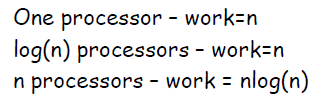 One processor – work=n
log(n) processors – work=n
n processors – work = nlog(n)